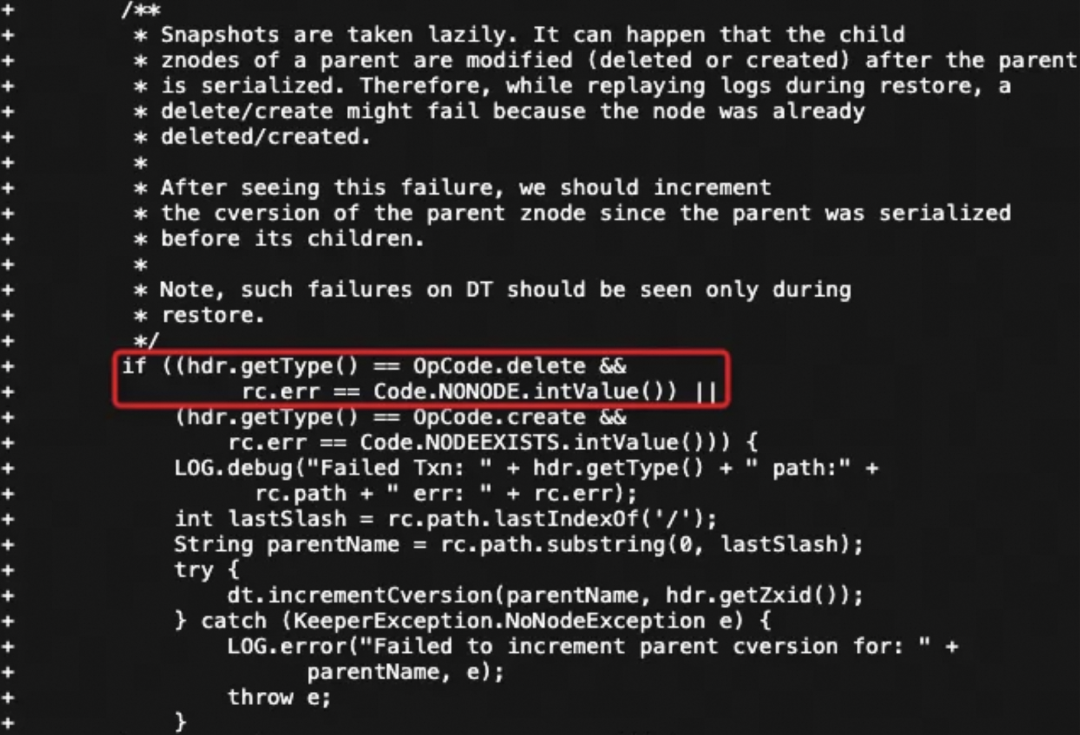 + /**
+ * Snapshots are taken lazily. It can happen that the child
+ * znodes of a parent are modified (deleted or created) after the parent
+ * is serialized. Therefore, while replaying logs during restore, a
+ * delete/create might fail because the node was already
+ * deleted/created.
+ *
+ * After seeing this failure, we should increment
+ * the cversion of the parent znode since the parent was serialized
+ * before its children.
+ *
+ * Note, such failures on DT should be seen only during
+ * restore.
+ */
+ if ((hdr.getType() == OpCode.delete &&
+ rc.err == Code.NONODE.intValue()) ||
+ (hdr.getType() == OpCode.create &&
+ rc.err == Code.NODEEXISTS.intValue())) {
+ LOG.debug("Failed Txn: " + hdr.getType() + " path:" +
+ rc.path + " err: " + rc.err);
+ int lastSlash = rc.path.lastIndexOf('/');
+ String parentName = rc.path.substring(0, lastSlash);
+ try {
+ dt.incrementCversion(parentName, hdr.getZxid());
+ } catch (KeeperException.NoNodeException e) {
+ LOG.error("Failed to increment parent cversion for: " +
+ parentName, e);
+ throw e;
+ }